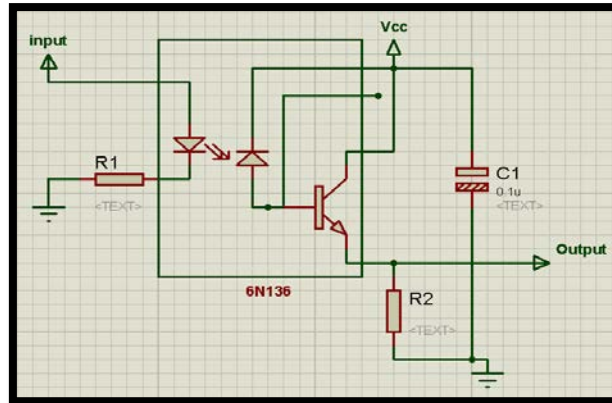 input
Vcc
R1
<TEXT>
C1
0.1u
<TEXT>
Output
6N136
R2
<TEXT>